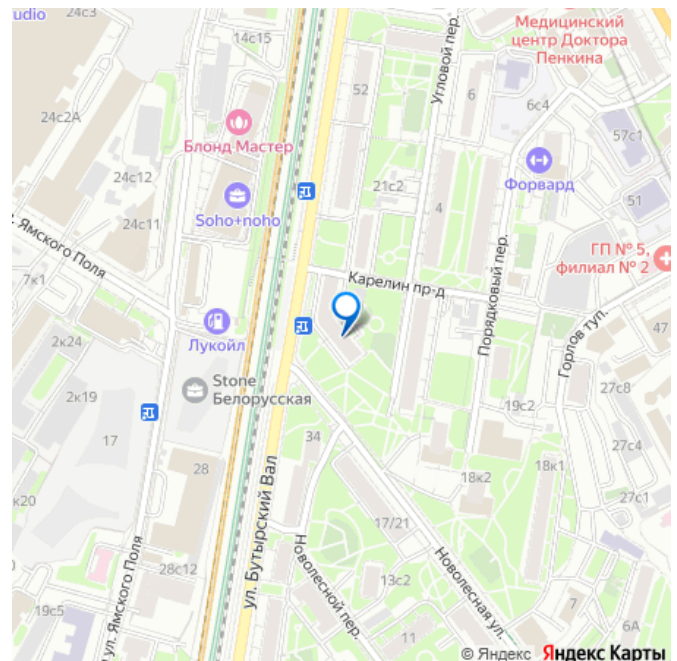 udio
14с15
Медицинский
центр Доктора
Пенкина
Угловой пер.
52
6
6с4
24с2А
Блонд Мастер
57с1
24с12
21с2
Форвард
51
Soho+noho
4
24с11
. Ямского Поля
ГП № 5,
филиал № 2
7к1
Карелин пр-д
Порядковый пер.
Горлов туп.
Лукойл
47
2к24
Stone
Белорусская
2к19
27с8
19с2
17
34
27с4
28
18к2
18к1
к20
27с1
ул. Бутырский Вал
17/21
Новолесной пер.
Новолесная ул.
28с12
13с2
я ул. Ямского Поля
19с5
7
11
6А
© Яндекс Яндекс Карты